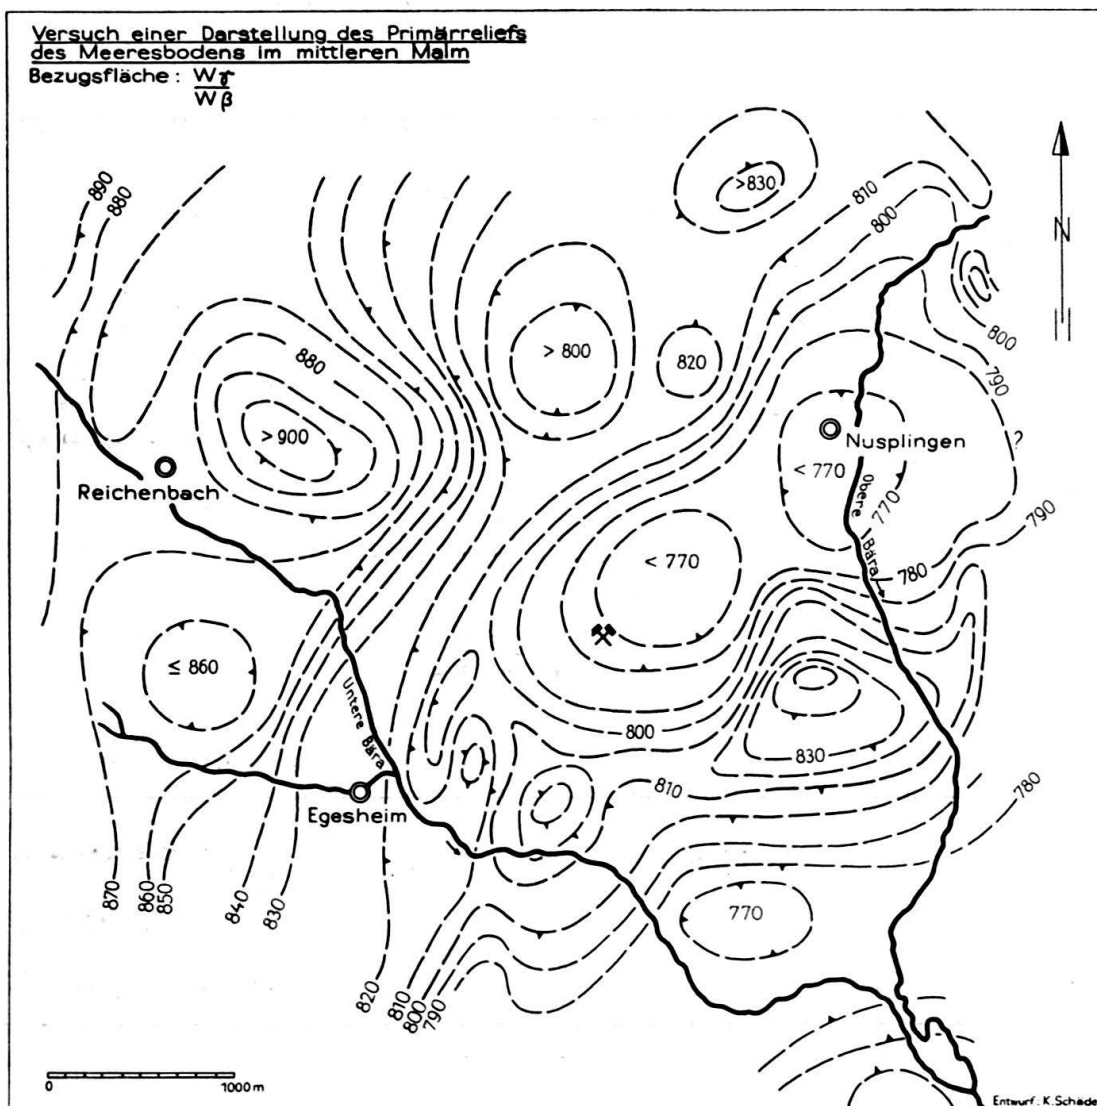 Versuch einer Darstellung des Primärreliefs
des Meeresbodens im mittleren Malm
Bezugsfläche : Wγ
Wβ
890
880
>830
810
800
N
880
> 800
820
800
790
> 900
Nusplingen
?
Reichenbach
< 770
Obere
770
790
< 770
Bära
780
≤ 860
Untere Bära
800
830
810
780
Egesheim
870
860
850
840
830
770
820
810
800
790
0
1000 m
Entwurf : K. Schäde